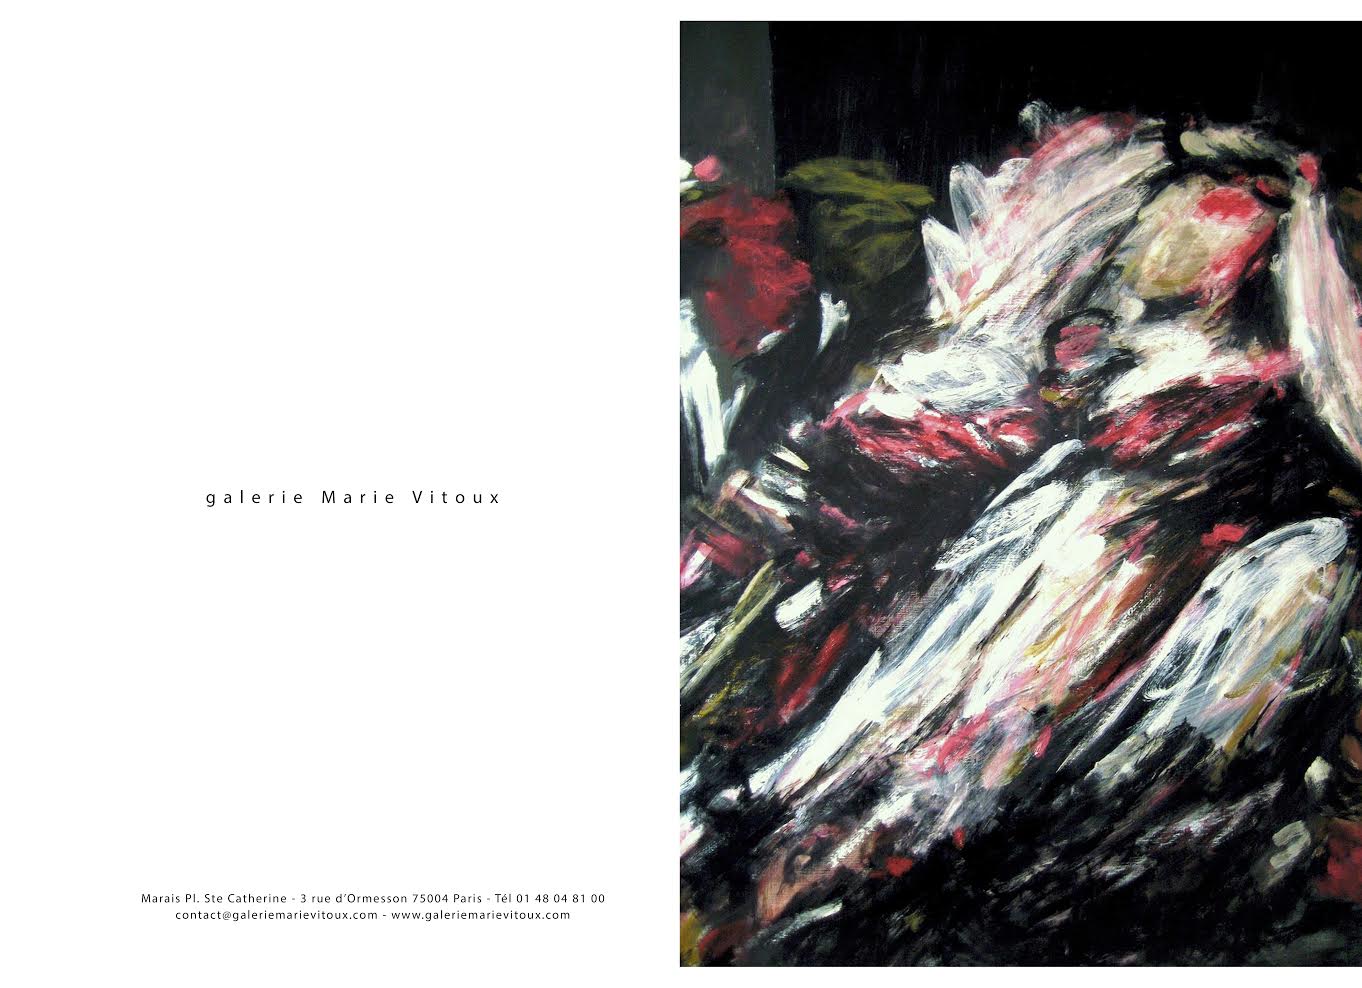 galerie Marie Vitoux
Marais Pl. Ste Catherine - 3 rue d'Ormesson 75004 Paris - Tél 01 48 04 81 00
contact@galeriemarievitoux.com - www.galeriemarievitoux.com